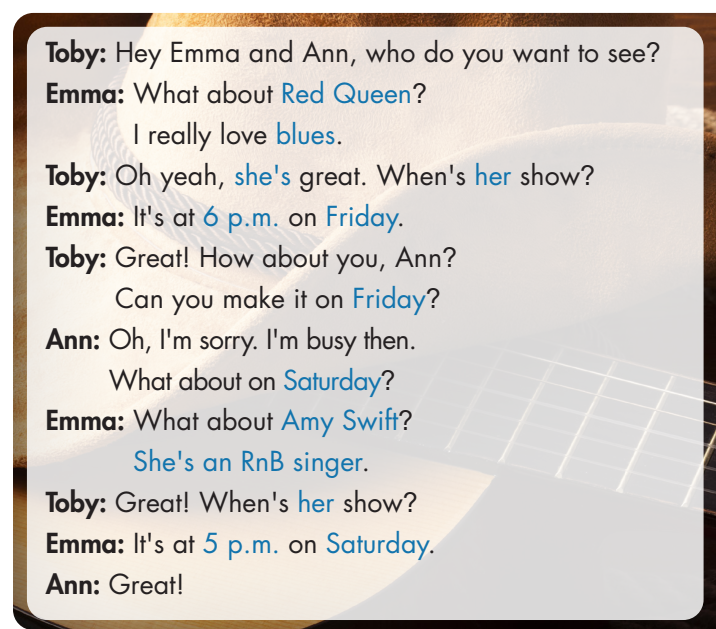 Toby: Hey Emma and Ann, who do you want to see?
Emma: What about Red Queen?
I really love blues.
Toby: Oh yeah, she's great. When's her show?
Emma: It's at 6 p.m. on Friday.
Toby: Great! How about you, Ann?
Can you make it on Friday?
Ann: Oh, I'm sorry. I'm busy then.
What about on Saturday?
Emma: What about Amy Swift?
She's an RnB singer.
Toby: Great! When's her show?
Emma: It's at 5 p.m. on Saturday.
Ann: Great!